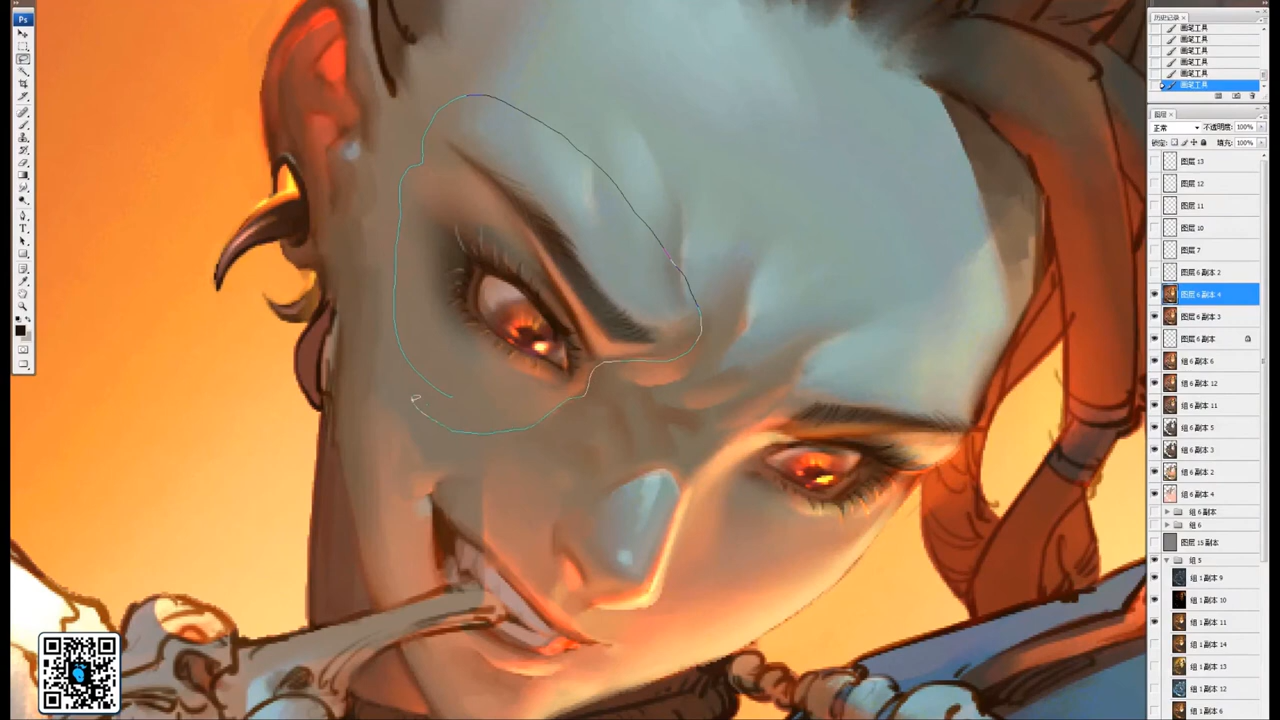 Ps
历史记录
画笔工具
画笔工具
画笔工具
画笔工具
画笔工具
画笔工具
图层
正常
不透明度: 100%
锁定:
填充: 100%
图层 13
图层 12
图层 11
图层 10
图层 7
图层 6 副本 2
图层 6 副本 4
图层 6 副本 3
图层 6 副本
组 6 副本 6
组 6 副本 12
组 6 副本 11
组 6 副本 5
组 6 副本 3
组 6 副本 2
组 6 副本 4
组 6 副本
组 6
图层 15 副本
组 5
组 1 副本 9
组 1 副本 10
组 1 副本 11
组 1 副本 14
组 1 副本 13
组 1 副本 12
组 1 副本 6